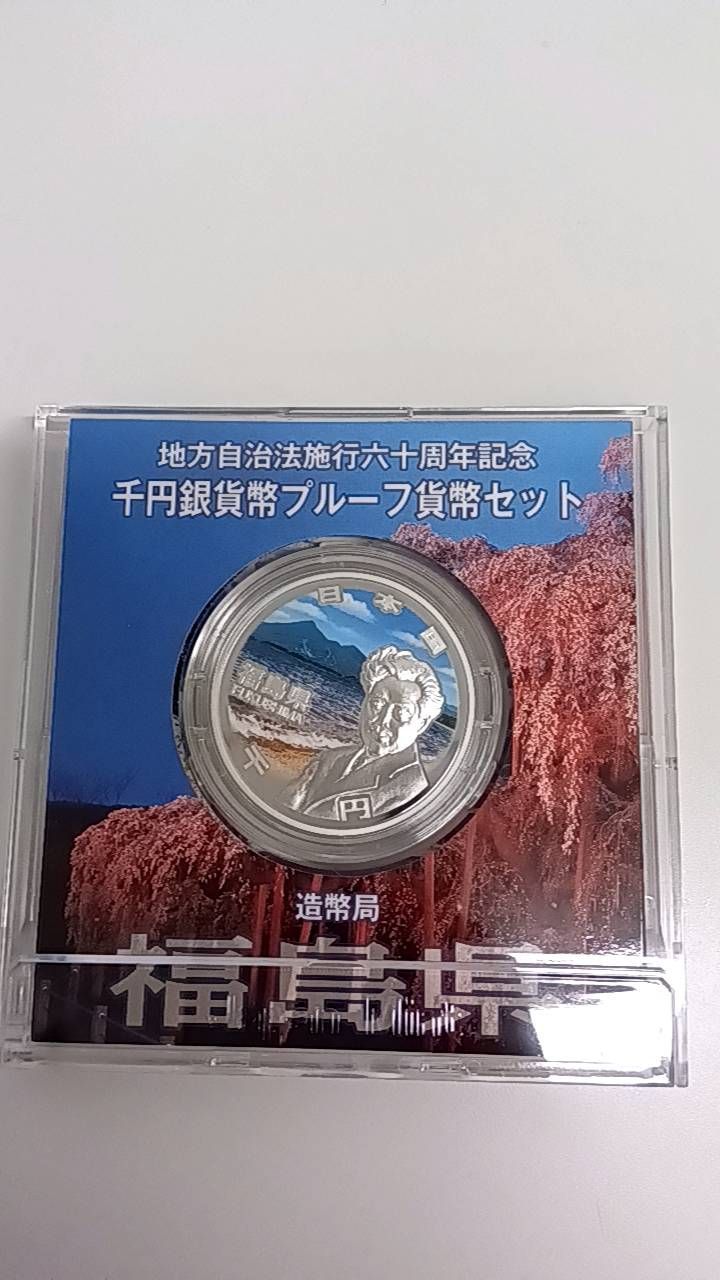 地方自治法施行六十周年記念
千円銀貨幣プルーフ貨幣セット
日本国
福島県
FUKUSHIMA
千
円
造幣局
福島県